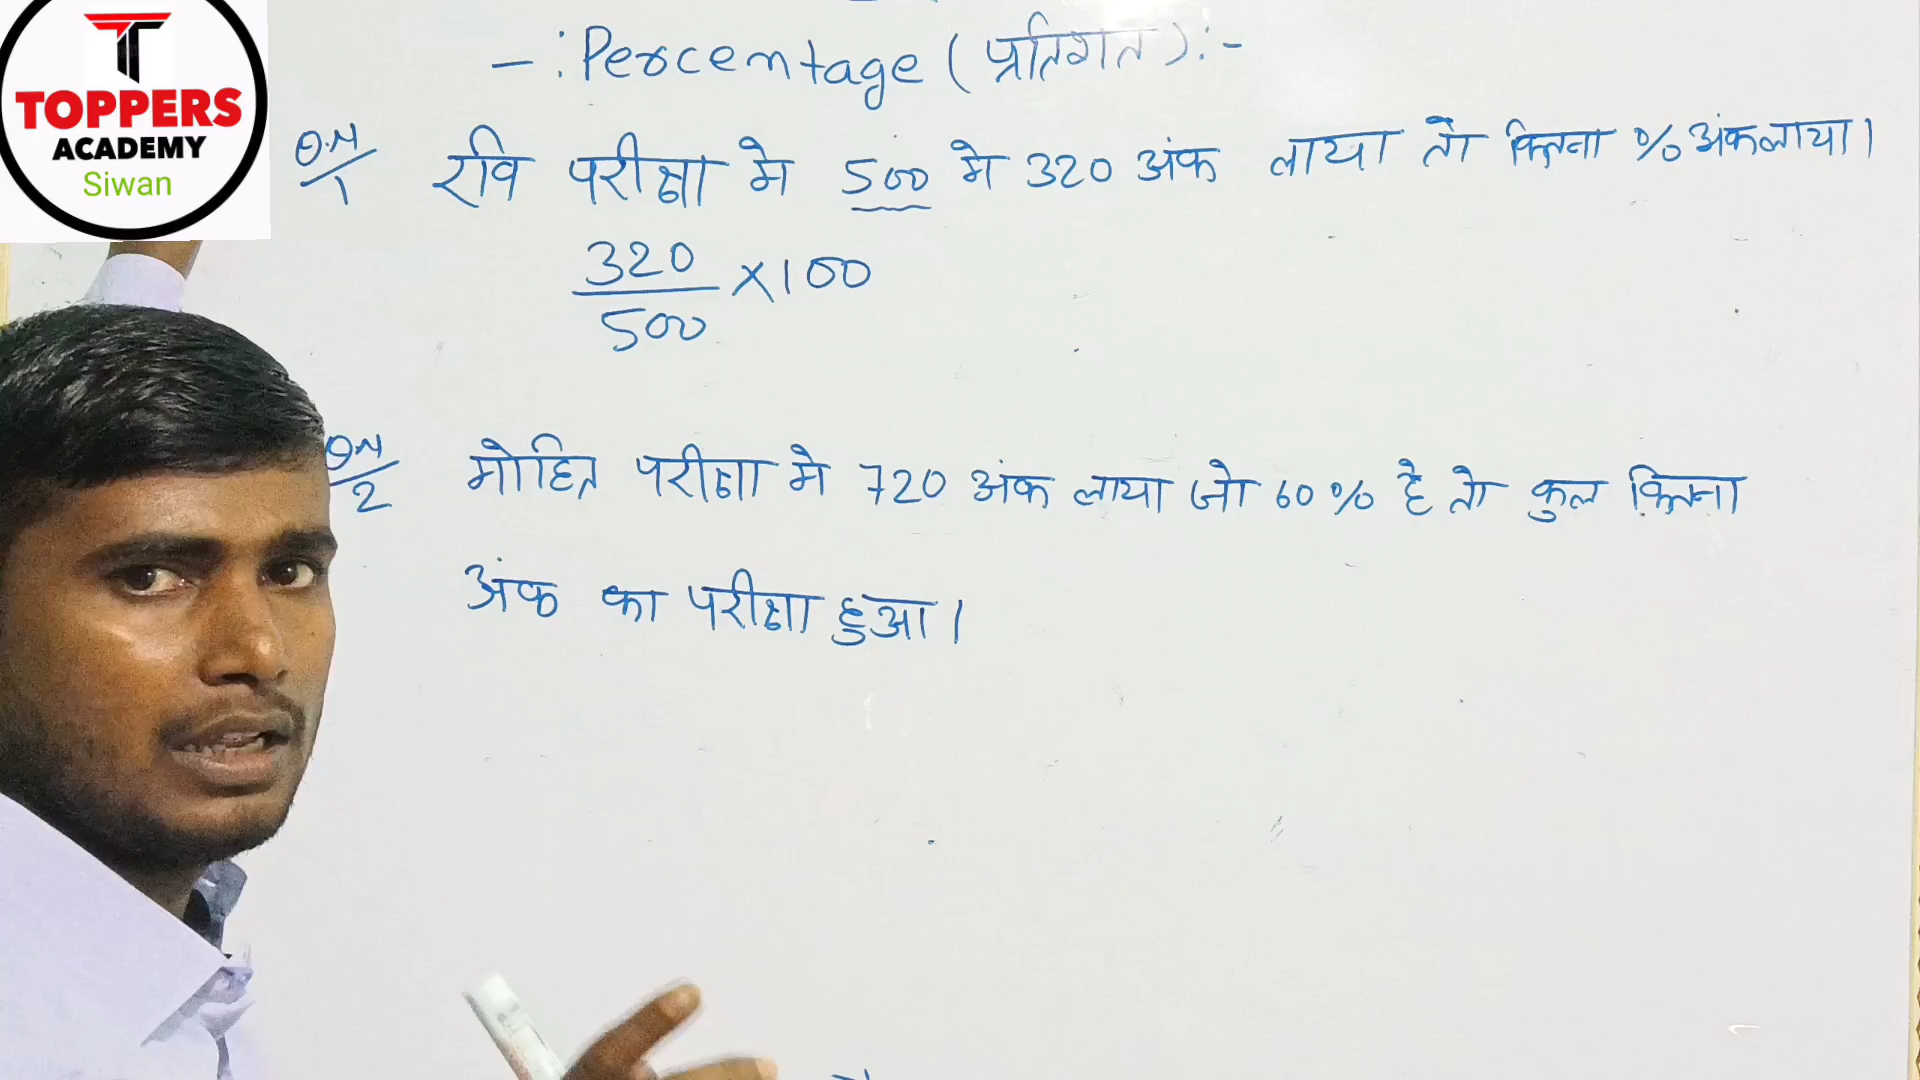 TOPPERS
ACADEMY
Siwan
-:Percentage (प्रतिशत):-
Q.N 1 रवि परीक्षा मे 500 मे 320 अंक लाया तो कितना % अंक लाया।
320/500 ×100
Q.N 2 मोहित परीक्षा मे 720 अंक लाया जो 60% है तो कुल कितना
अंक का परीक्षा हुआ।